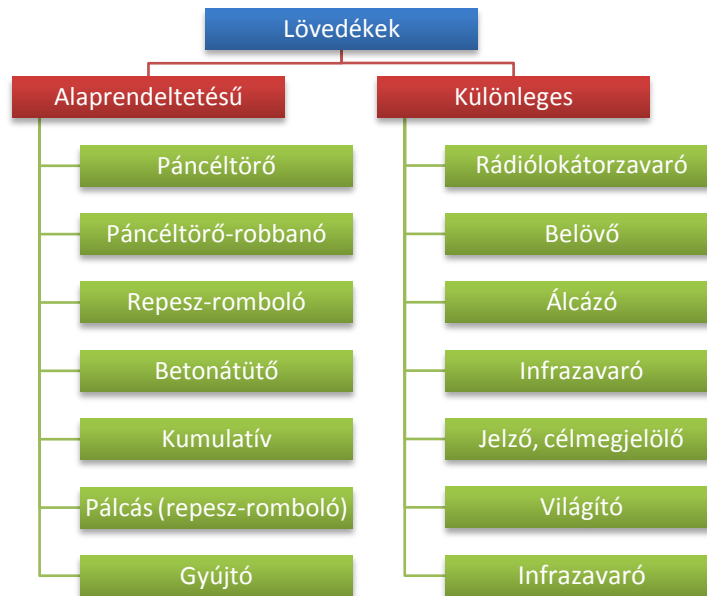 Lövedékek
Alaprendeltetésű
Páncéltörő
Páncéltörő-robbanó
Repesz-romboló
Betonátütő
Kumulatív
Pálcás (repesz-romboló)
Gyújtó
Különleges
Rádiólokátorzavaró
Belövő
Álcázó
Infrazavaró
Jelző, célmegjelölő
Világító
Infrazavaró